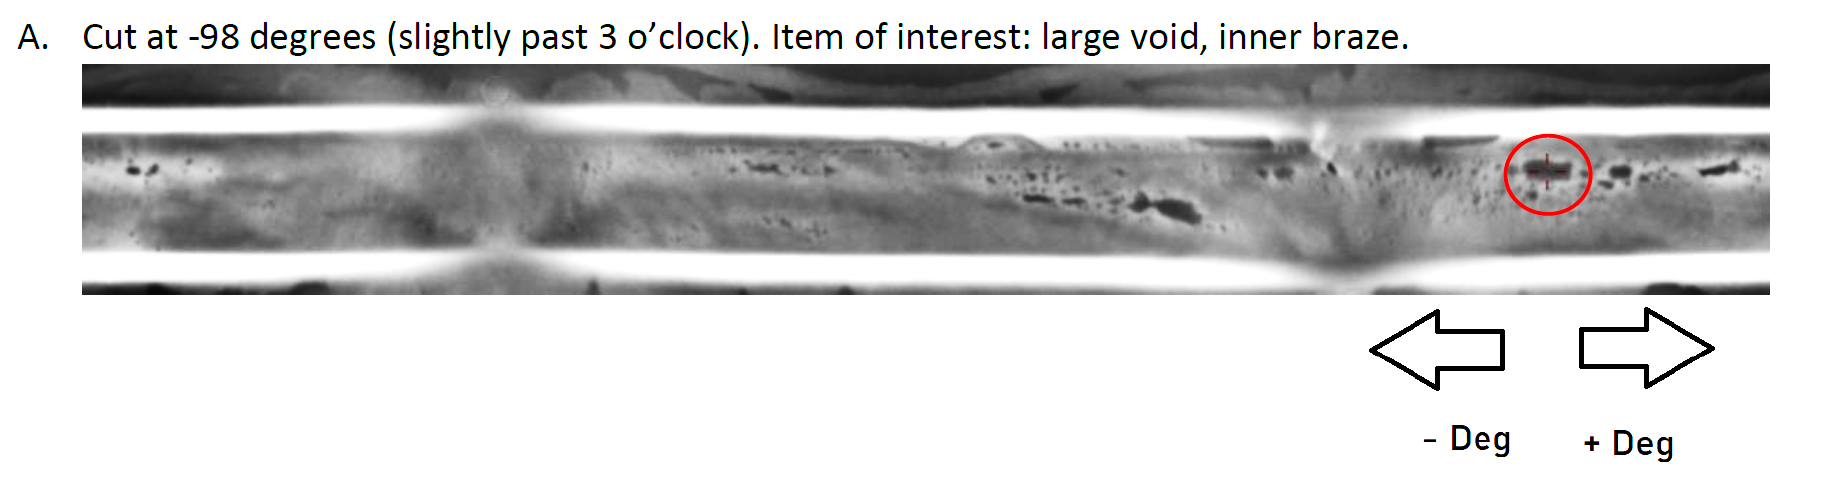 A. Cut at -98 degrees (slightly past 3 o’clock). Item of interest: large void, inner braze.
- Deg + Deg